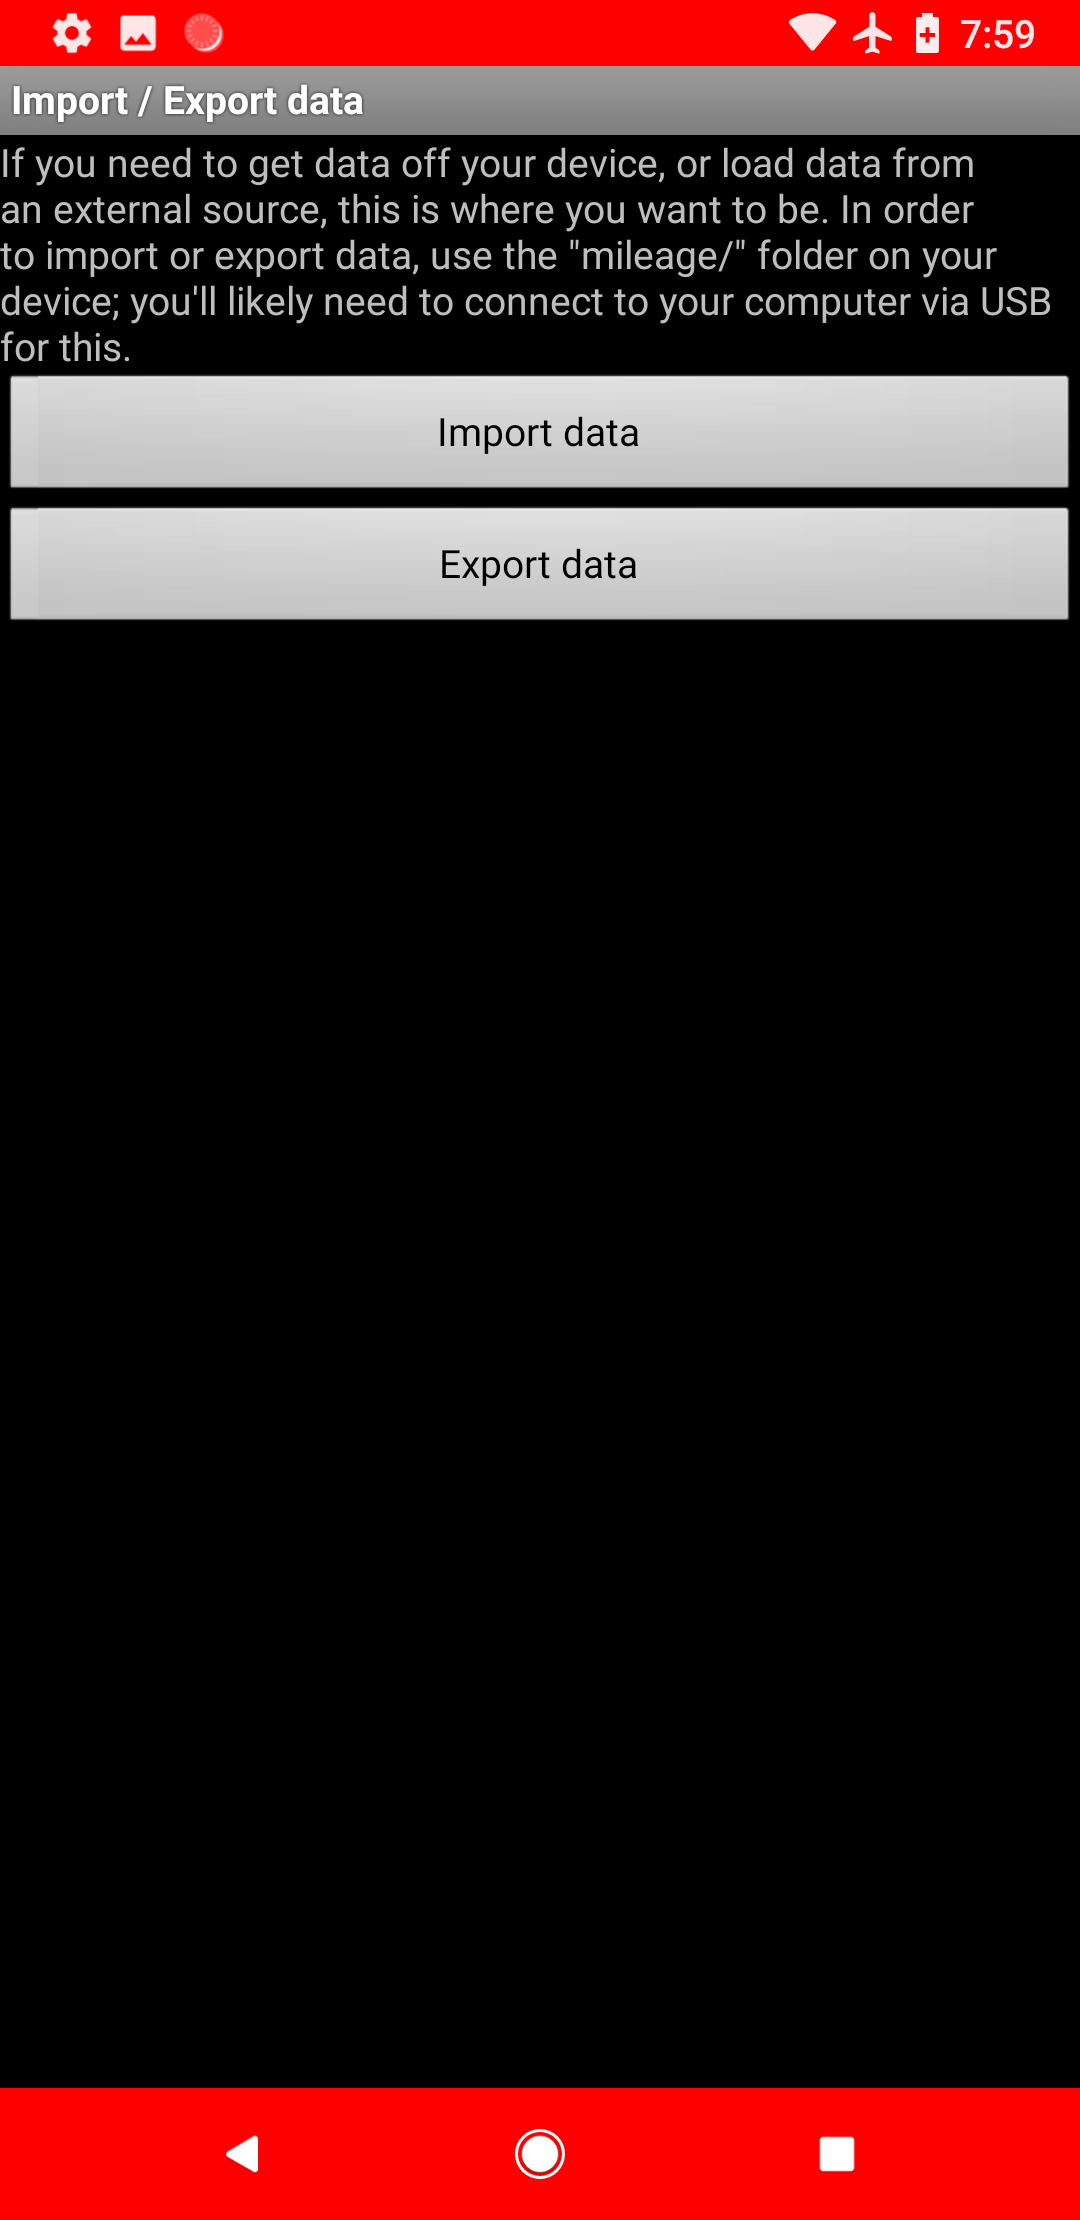 7:59
Import / Export data
If you need to get data off your device, or load data from
an external source, this is where you want to be. In order
to import or export data, use the "mileage/" folder on your
device; you'll likely need to connect to your computer via USB
for this.
Import data
Export data